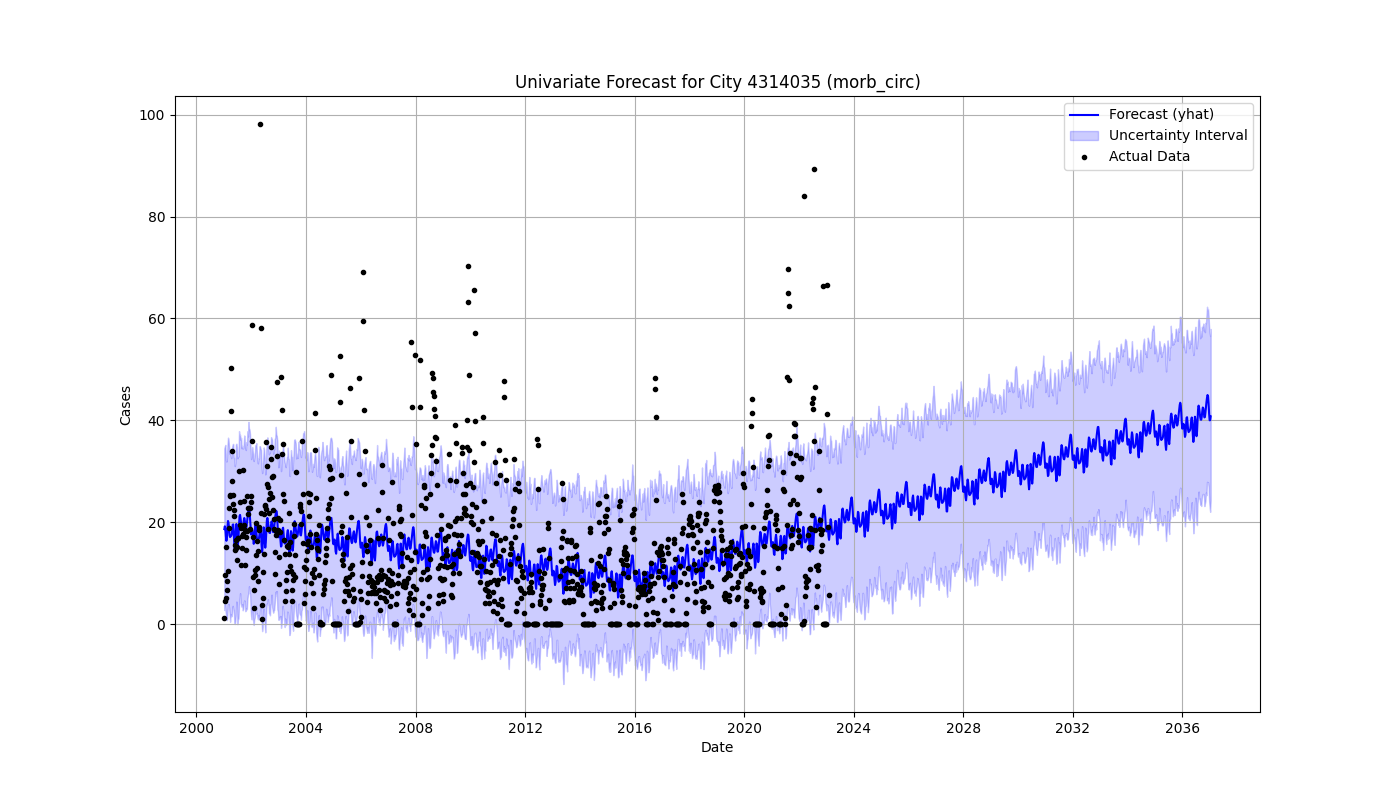 Univariate Forecast for City 4314035 (morb_circ)
Forecast (yhat)
Uncertainty Interval
Actual Data
100
80
60
40
20
0
Cases
2000 2004 2008 2012 2016 2020 2024 2028 2032 2036
Date